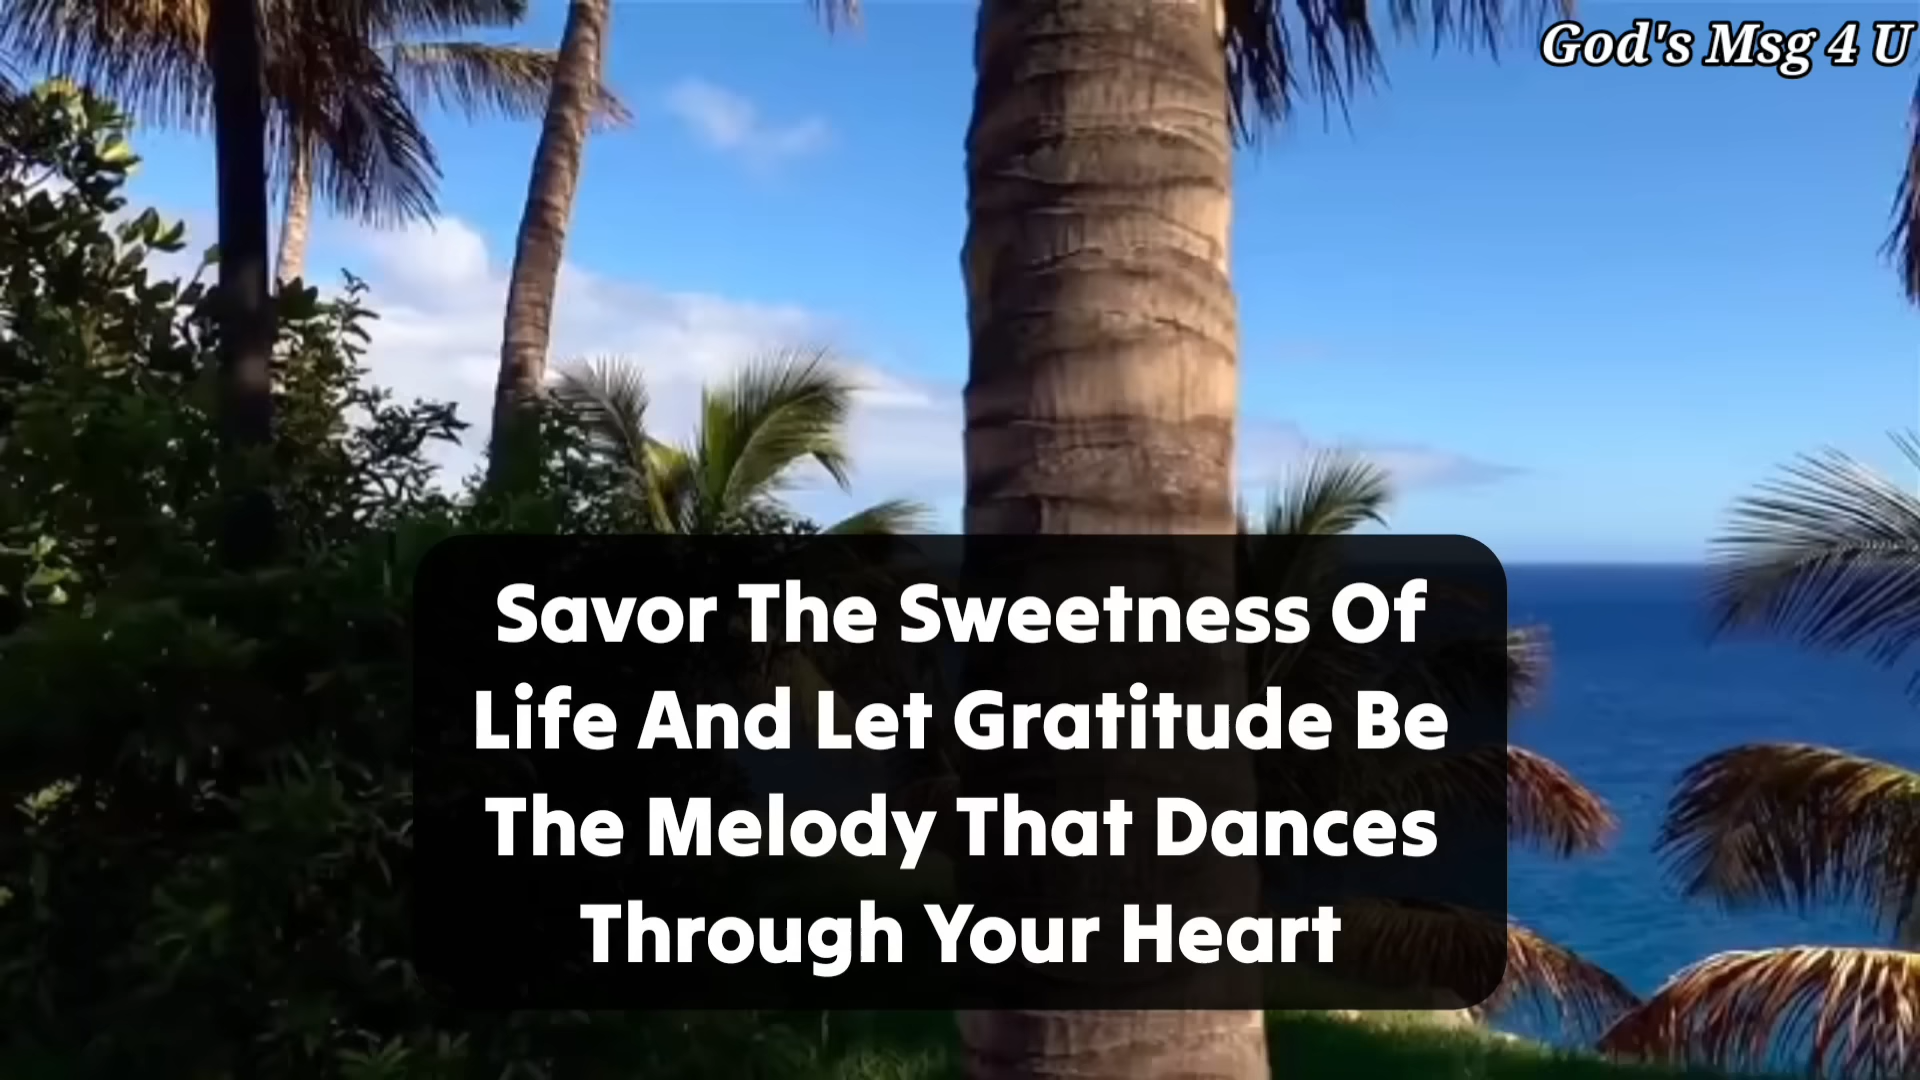 God's Msg 4 U
Savor The Sweetness Of
Life And Let Gratitude Be
The Melody That Dances
Through Your Heart